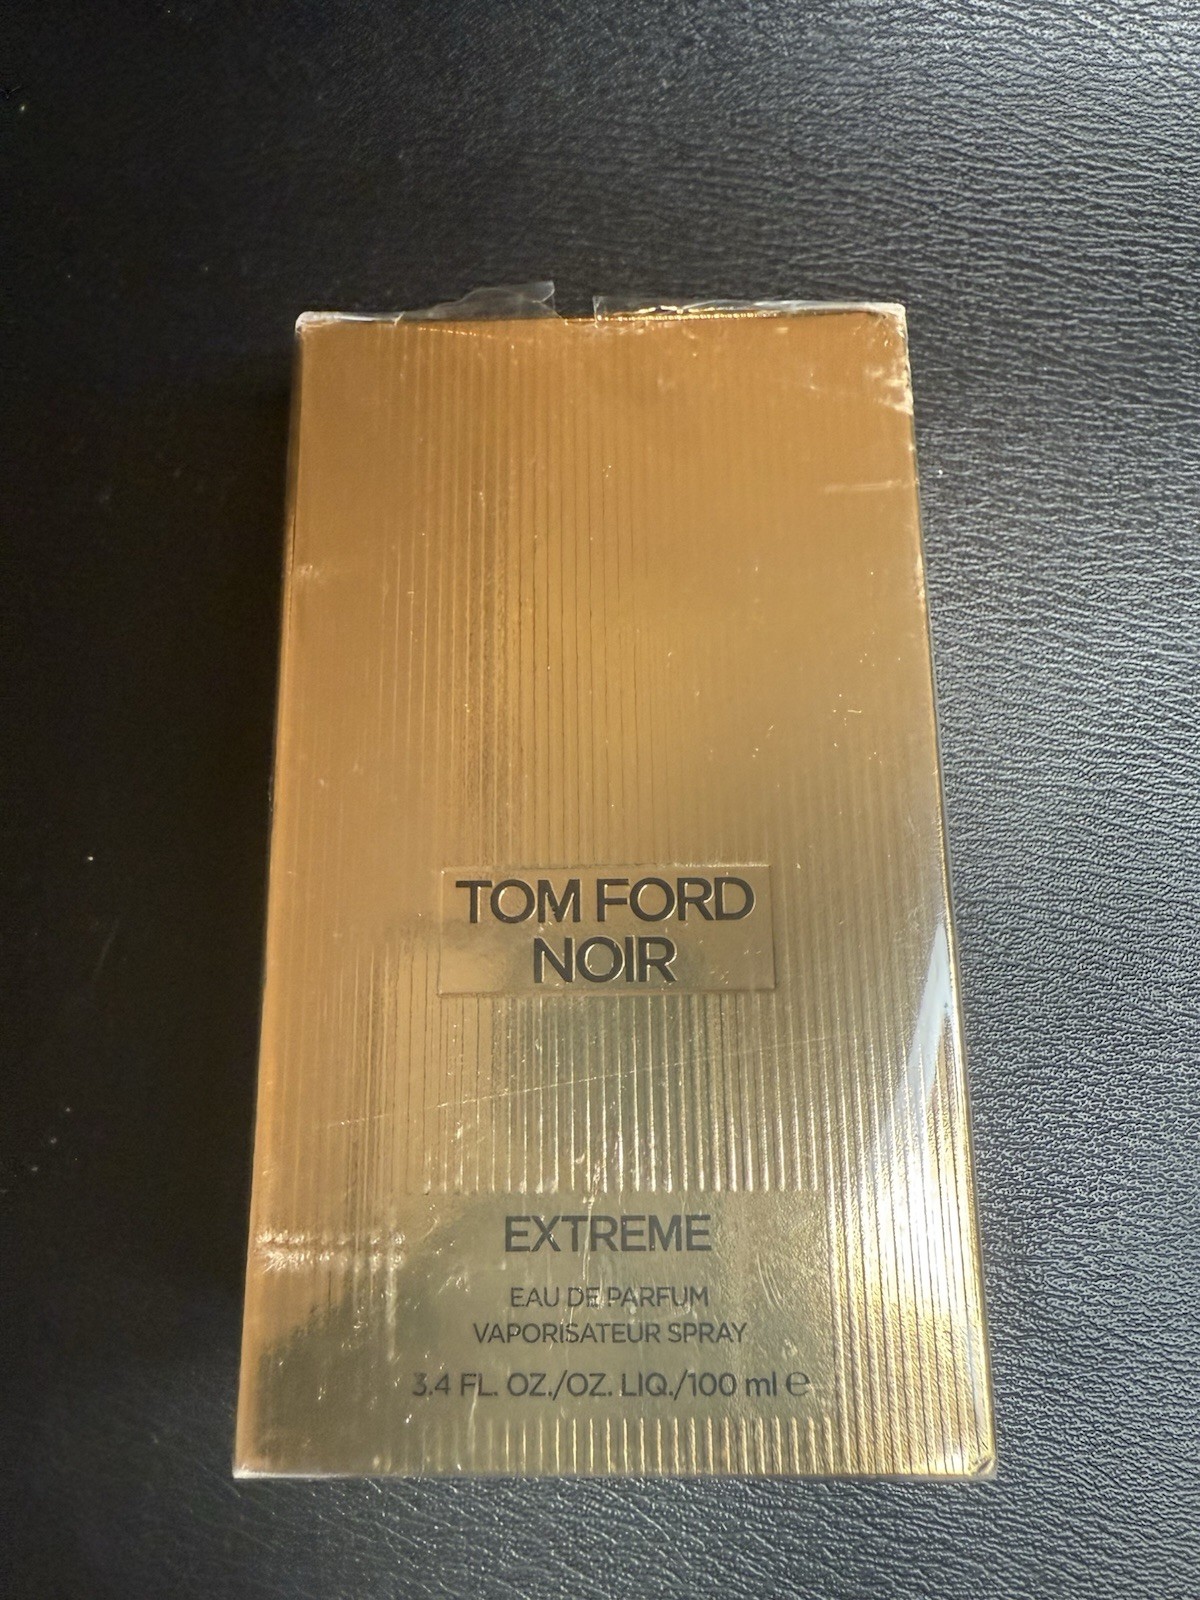 TOM FORD
NOIR
EXTREME
EAU DE PARFUM
VAPORISATEUR SPRAY
3.4 FL. OZ./OZ. LIQ./100 ml ℮